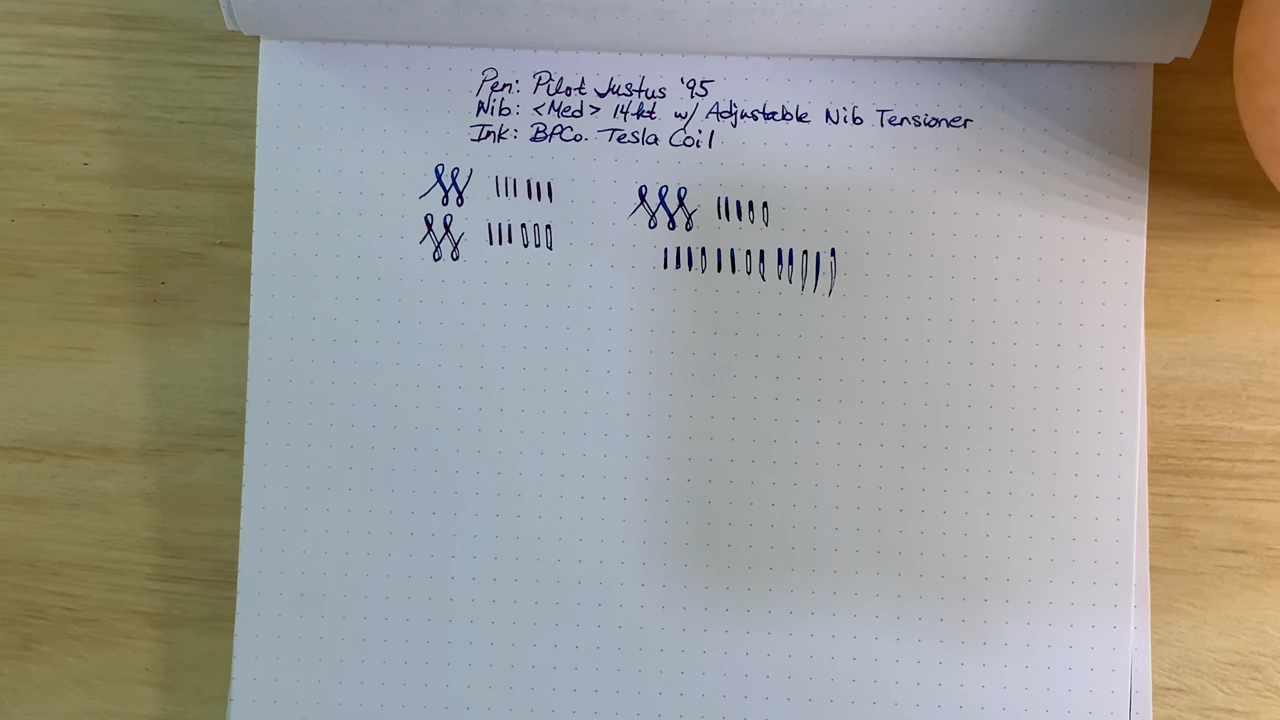 Pen: Pilot Justus '95
Nib: <Med> 14kt w/ Adjustable Nib Tensioner
Ink: BPCo. Tesla Coil